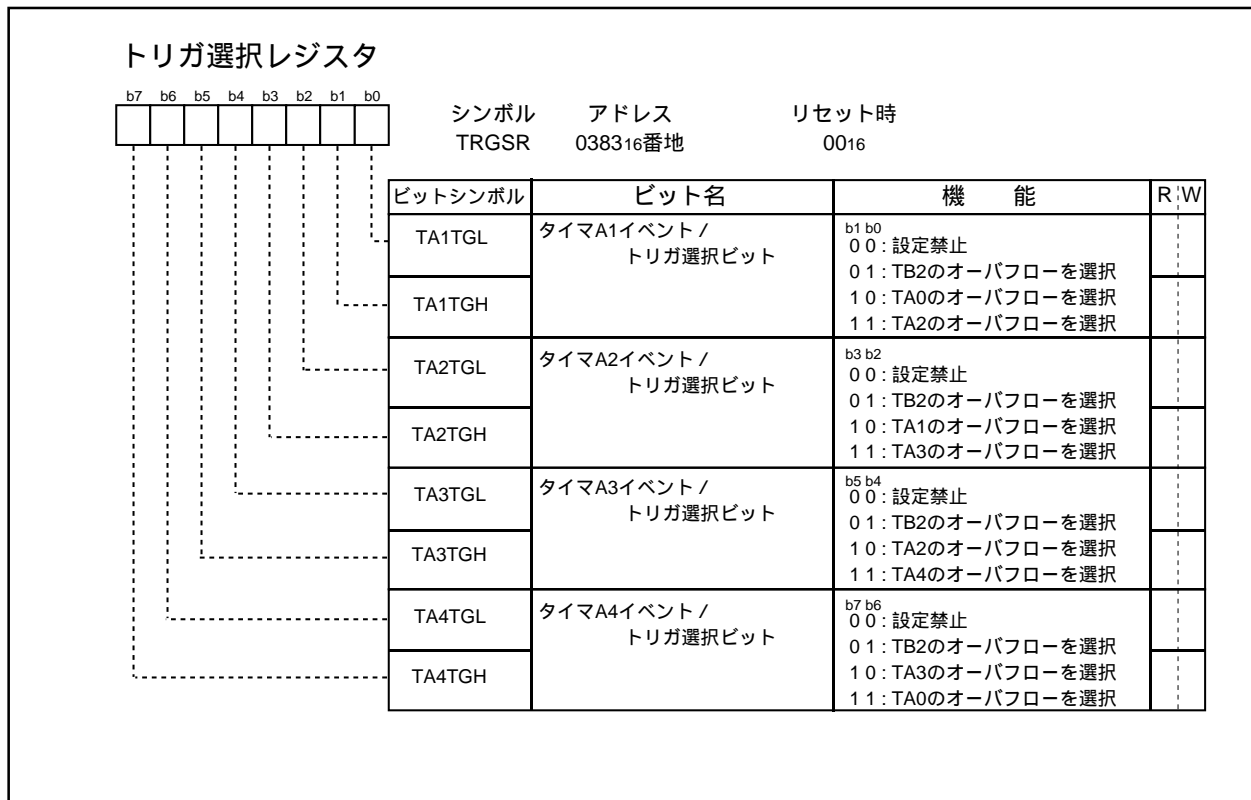 トリガ選択レジスタ
b7 b6 b5 b4 b3 b2 b1 b0
シンボル アドレス リセット時
TRGSR 038316番地 0016
ビットシンボル ビット名 機 能 R W
TA1TGL
TA1TGH
タイマA1イベント /
トリガ選択ビット
b1 b0
0 0 : 設定禁止
0 1 : TB2のオーバフローを選択
1 0 : TA0のオーバフローを選択
1 1 : TA2のオーバフローを選択
TA2TGL
TA2TGH
タイマA2イベント /
トリガ選択ビット
b3 b2
0 0 : 設定禁止
0 1 : TB2のオーバフローを選択
1 0 : TA1のオーバフローを選択
1 1 : TA3のオーバフローを選択
TA3TGL
TA3TGH
タイマA3イベント /
トリガ選択ビット
b5 b4
0 0 : 設定禁止
0 1 : TB2のオーバフローを選択
1 0 : TA2のオーバフローを選択
1 1 : TA4のオーバフローを選択
TA4TGL
TA4TGH
タイマA4イベント /
トリガ選択ビット
b7 b6
0 0 : 設定禁止
0 1 : TB2のオーバフローを選択
1 0 : TA3のオーバフローを選択
1 1 : TA0のオーバフローを選択